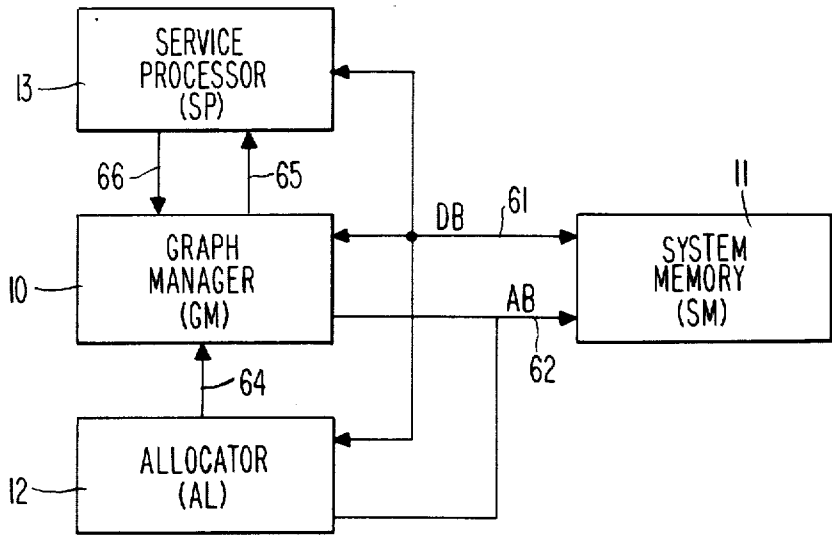 SERVICE
PROCESSOR
(SP)
13
66
65
GRAPH
MANAGER
(GM)
10
DB
61
11
SYSTEM
MEMORY
(SM)
AB
62
64
ALLOCATOR
(AL)
12